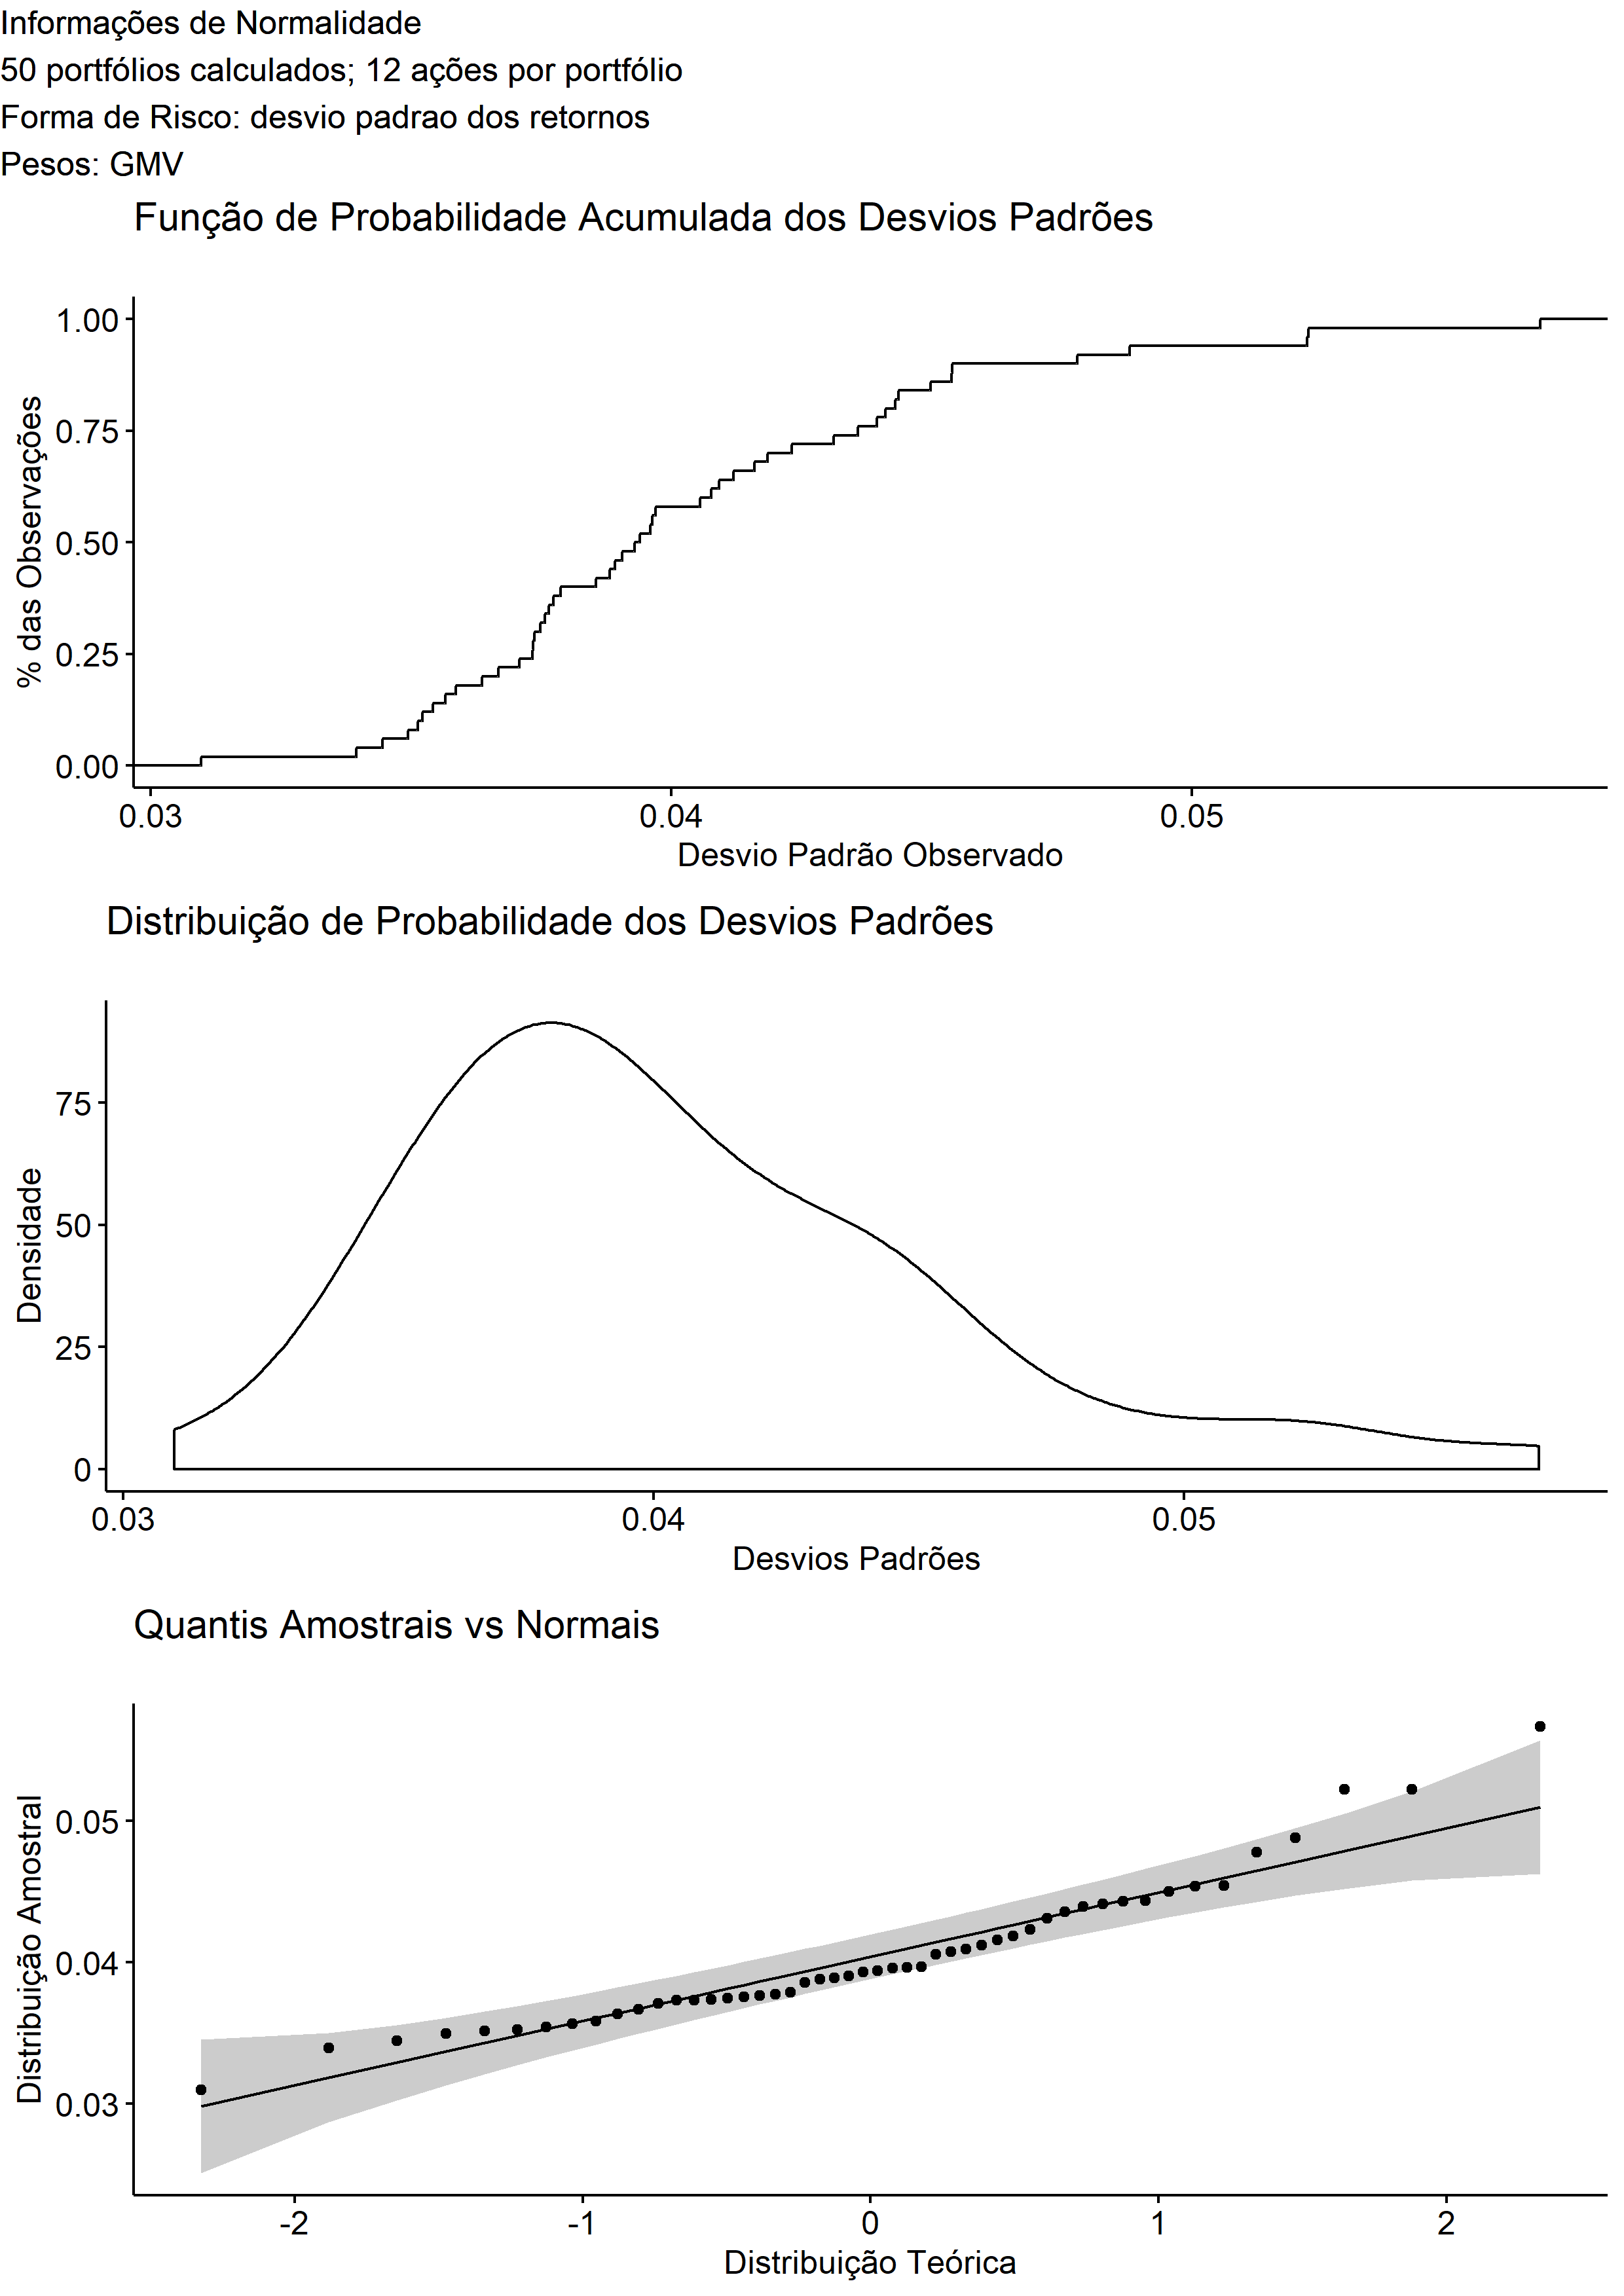 Informações de Normalidade
50 portfólios calculados; 12 ações por portfólio
Forma de Risco: desvio padrao dos retornos
Pesos: GMV
Função de Probabilidade Acumulada dos Desvios Padrões
% das Observações
1.00
0.75
0.50
0.25
0.00
0.03 0.04 0.05
Desvio Padrão Observado
Distribuição de Probabilidade dos Desvios Padrões
Densidade
75
50
25
0
0.03 0.04 0.05
Desvios Padrões
Quantis Amostrais vs Normais
Distribuição Amostral
0.05
0.04
0.03
-2 -1 0 1 2
Distribuição Teórica